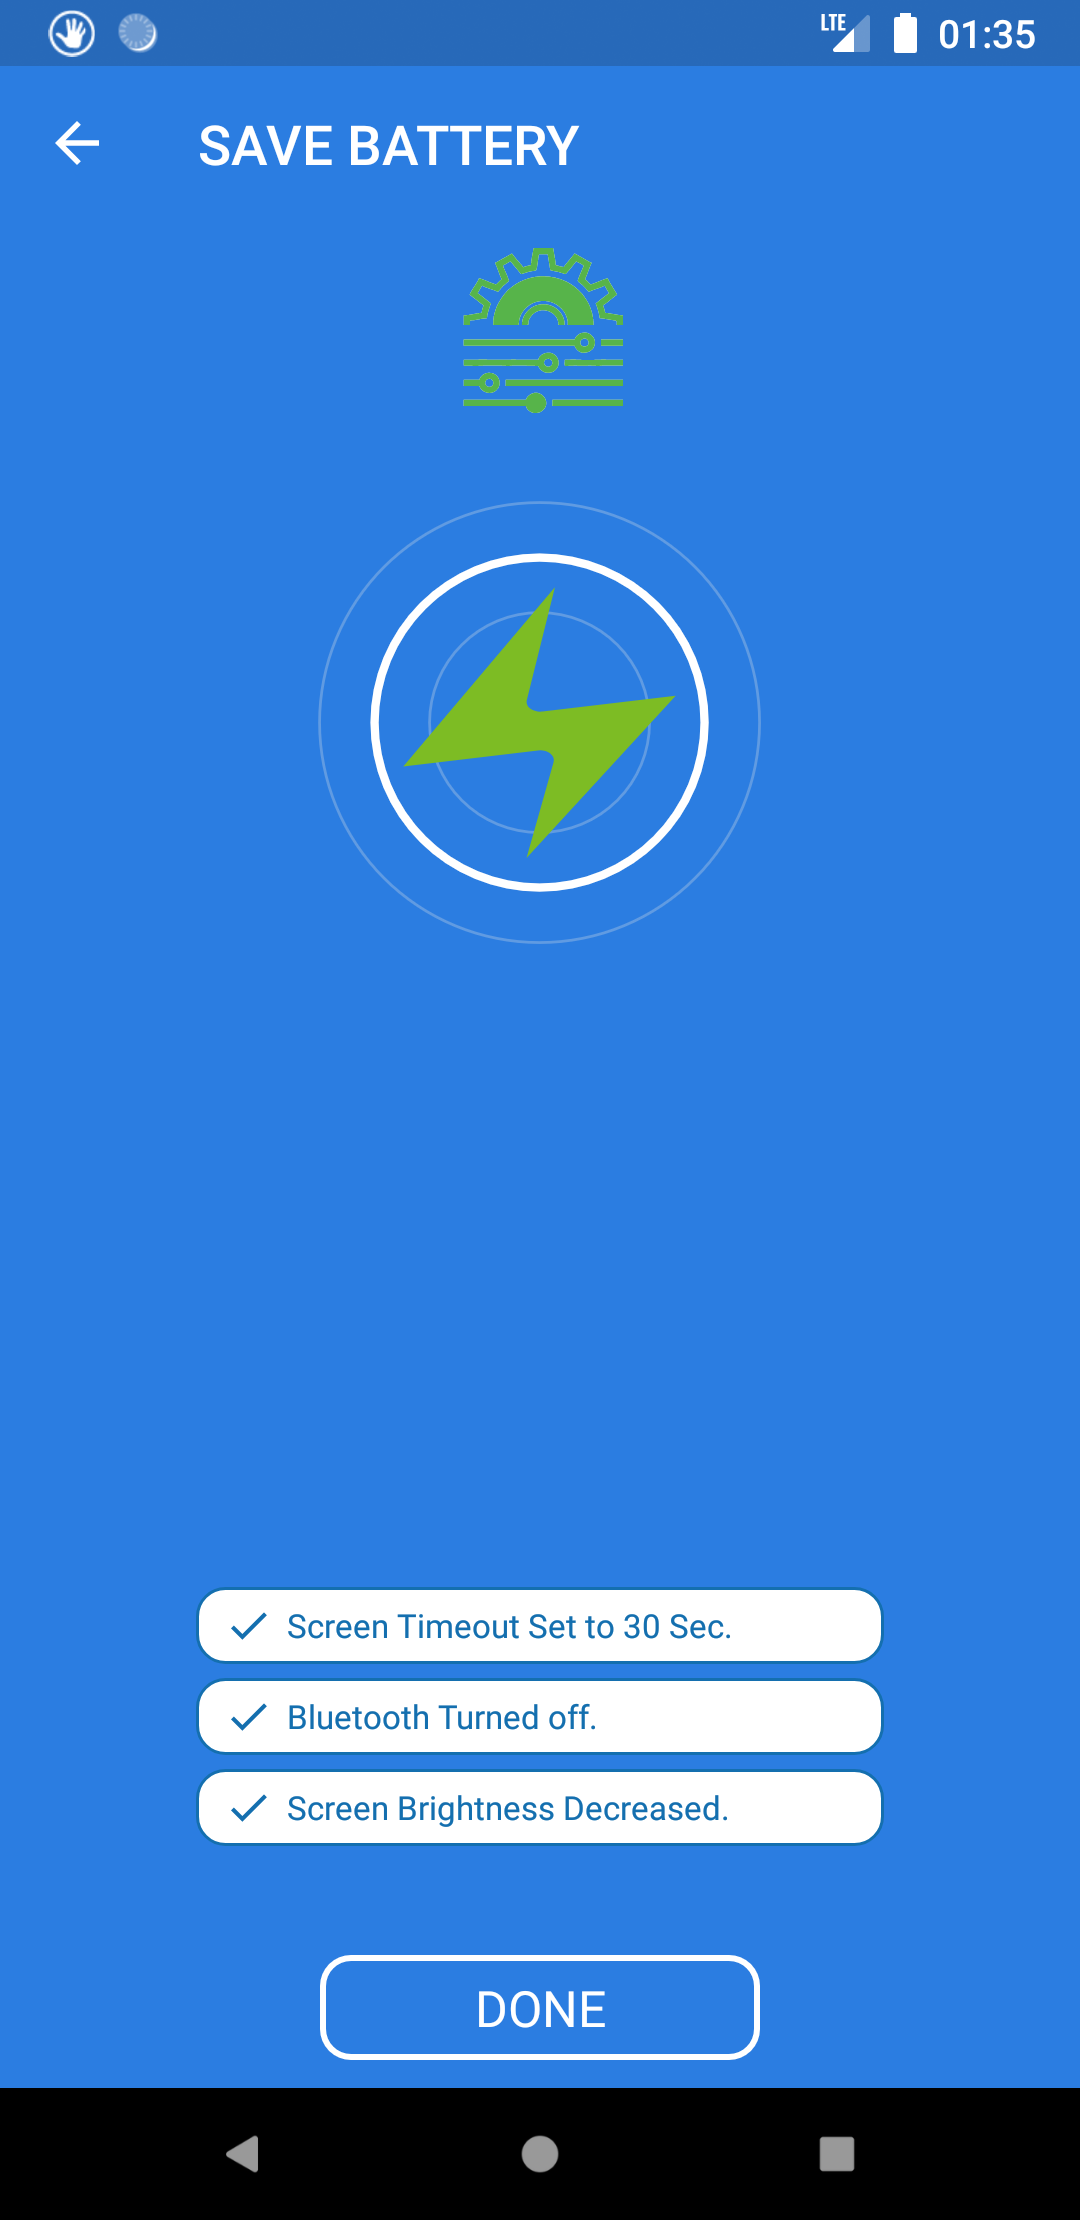 LTE 01:35
SAVE BATTERY
Screen Timeout Set to 30 Sec.
Bluetooth Turned off.
Screen Brightness Decreased.
DONE